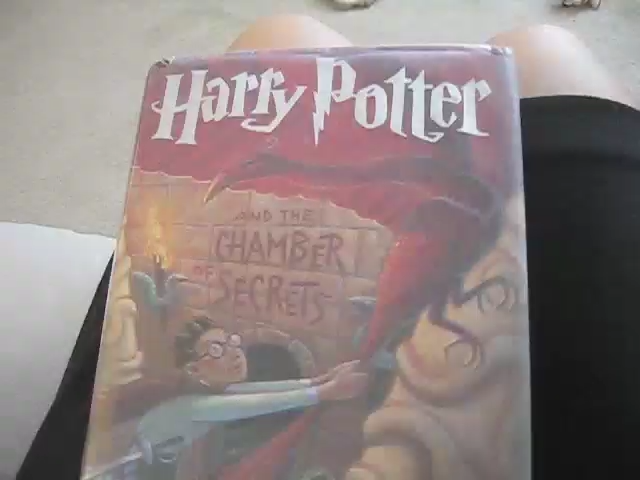 Harry Potter
AND THE
CHAMBER
OF
SECRETS